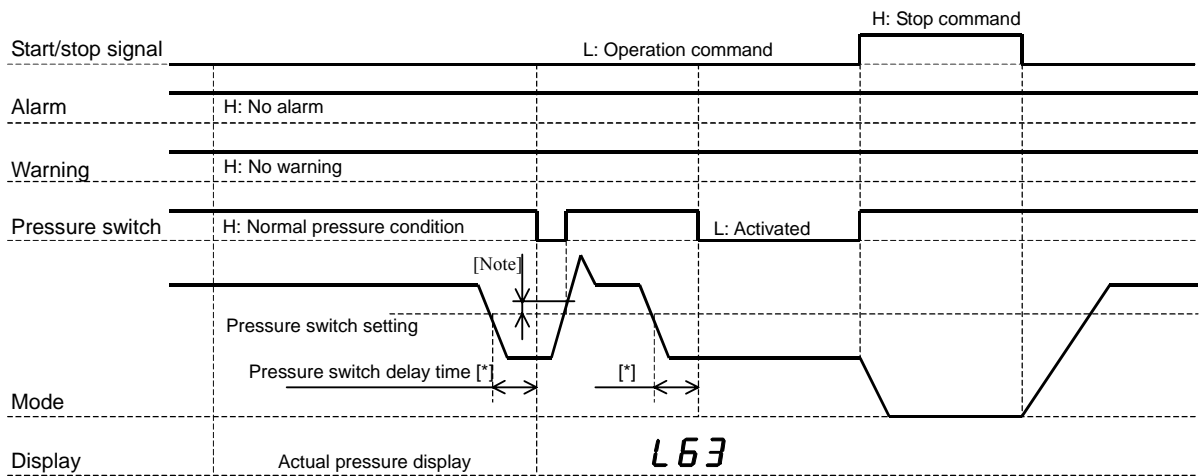 H: Stop command
Start/stop signal
L: Operation command
Alarm
H: No alarm
Warning
H: No warning
Pressure switch
H: Normal pressure condition
L: Activated
[Note]
Pressure switch setting
Pressure switch delay time [*]
[*]
Mode
Display
Actual pressure display
L63